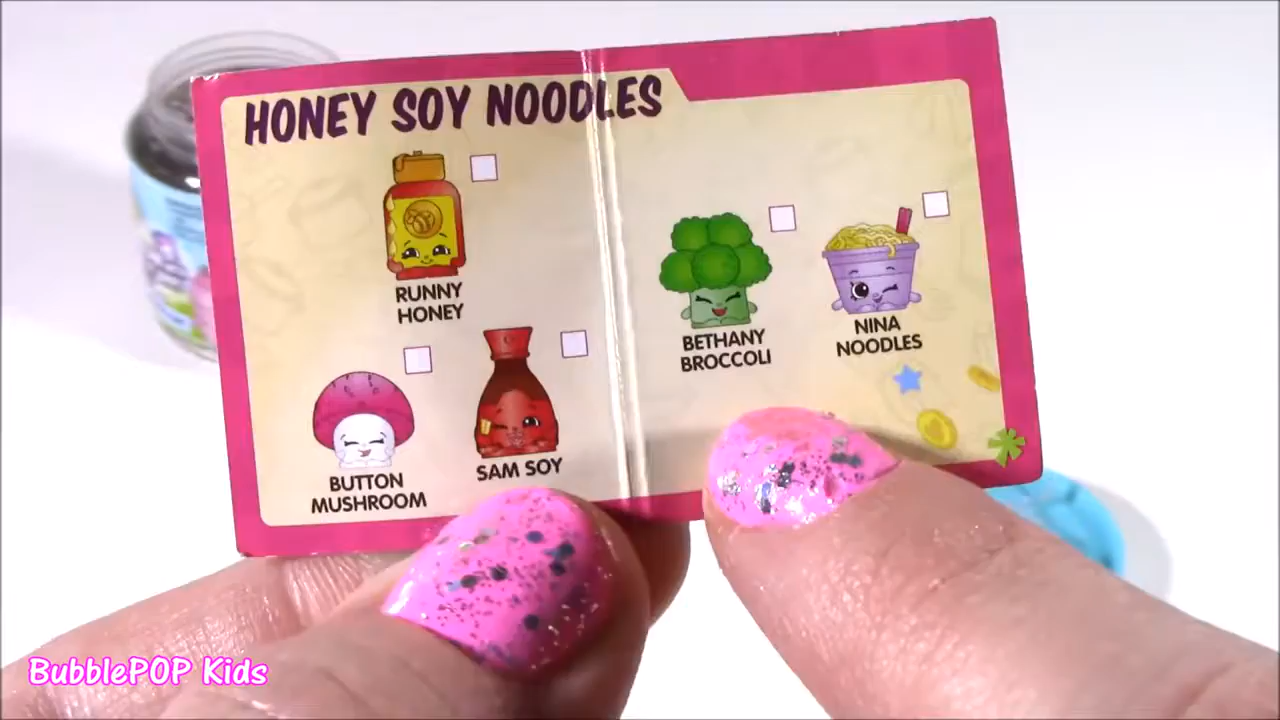 HONEY SOY NOODLES
RUNNY
HONEY
BUTTON
MUSHROOM
SAM SOY
BETHANY
BROCCOLI
NINA
NOODLES
BubblePOP Kids